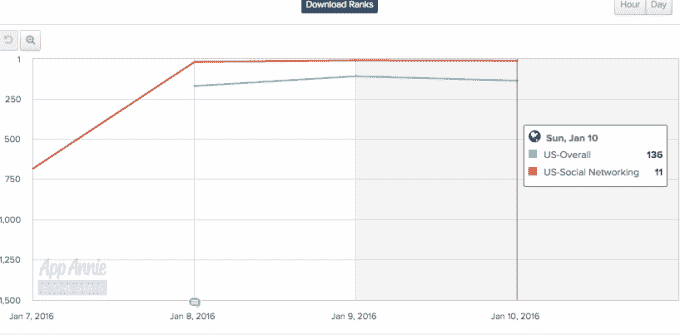 Download Ranks
Hour Day
1
250
500
750
1,000
1,250
1,500
Sun, Jan 10
US-Overall 136
US-Social Networking 11
App Annie
Jan 7, 2016 Jan 8, 2016 Jan 9, 2016 Jan 10, 2016